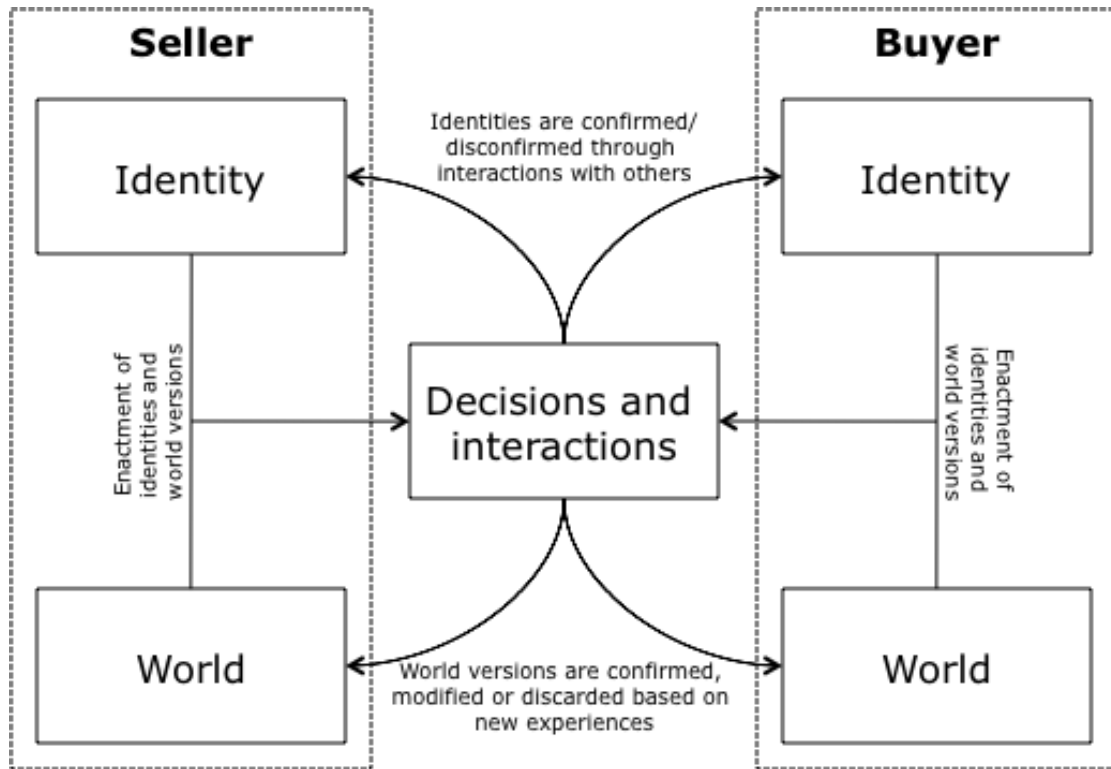 Seller
Buyer
Identities are confirmed/
disconfirmed through
interactions with others
Identity
Identity
Enactment of
identities and
world versions
Decisions and
interactions
Enactment of
identities and
world versions
World
World versions are confirmed,
modified or discarded based on
new experiences
World